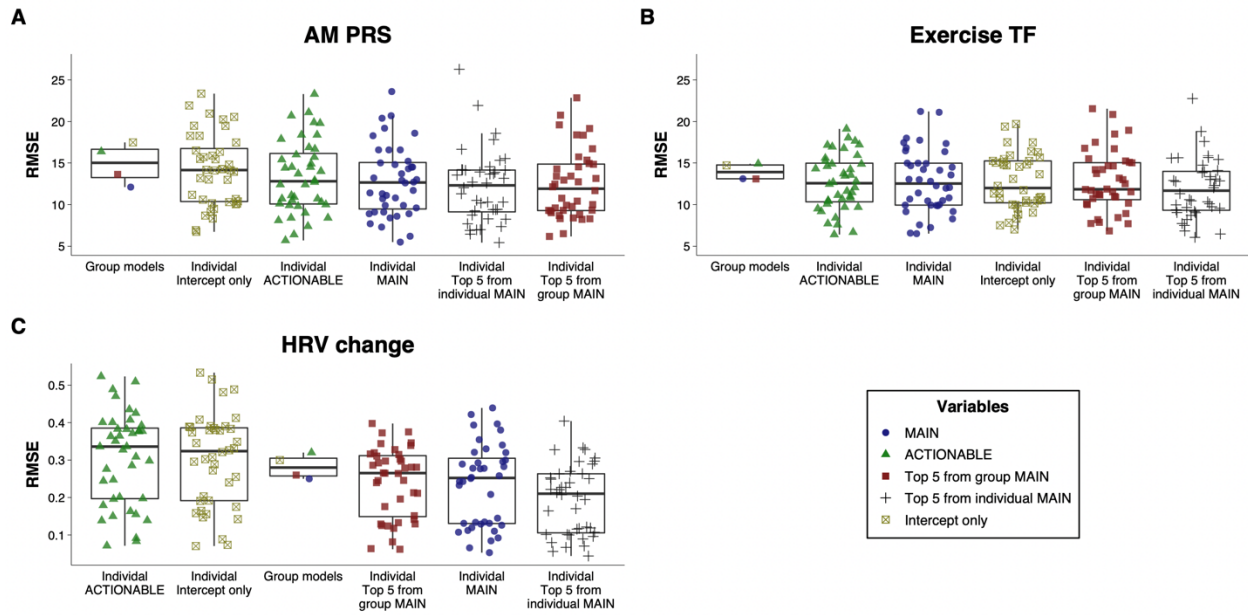 A
AM PRS
RMSE
25
20
15
10
5
Group models
Individal
Intercept only
Individal
ACTIONABLE
Individal
MAIN
Individal
Top 5 from
individual MAIN
Individal
Top 5 from
group MAIN
B
Exercise TF
RMSE
25
20
15
10
5
Group models
Individal
ACTIONABLE
Individal
MAIN
Individal
Intercept only
Individal
Top 5 from
group MAIN
Individal
Top 5 from
individual MAIN
C
HRV change
RMSE
0.5
0.4
0.3
0.2
0.1
Individal
ACTIONABLE
Individal
Intercept only
Group models
Individal
Top 5 from
group MAIN
Individal
MAIN
Individal
Top 5 from
individual MAIN
Variables
MAIN
ACTIONABLE
Top 5 from group MAIN
Top 5 from individual MAIN
Intercept only